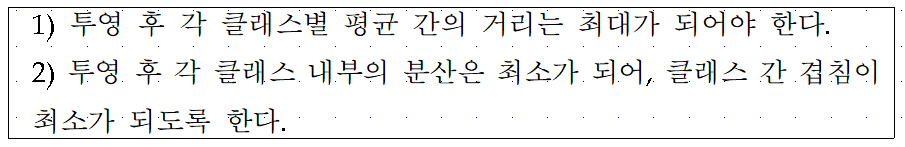 1) 투영 후 각 클래스별 평균 간의 거리는 최대가 되어야 한다.
2) 투영 후 각 클래스 내부의 분산은 최소가 되어, 클래스 간 겹침이
최소가 되도록 한다.